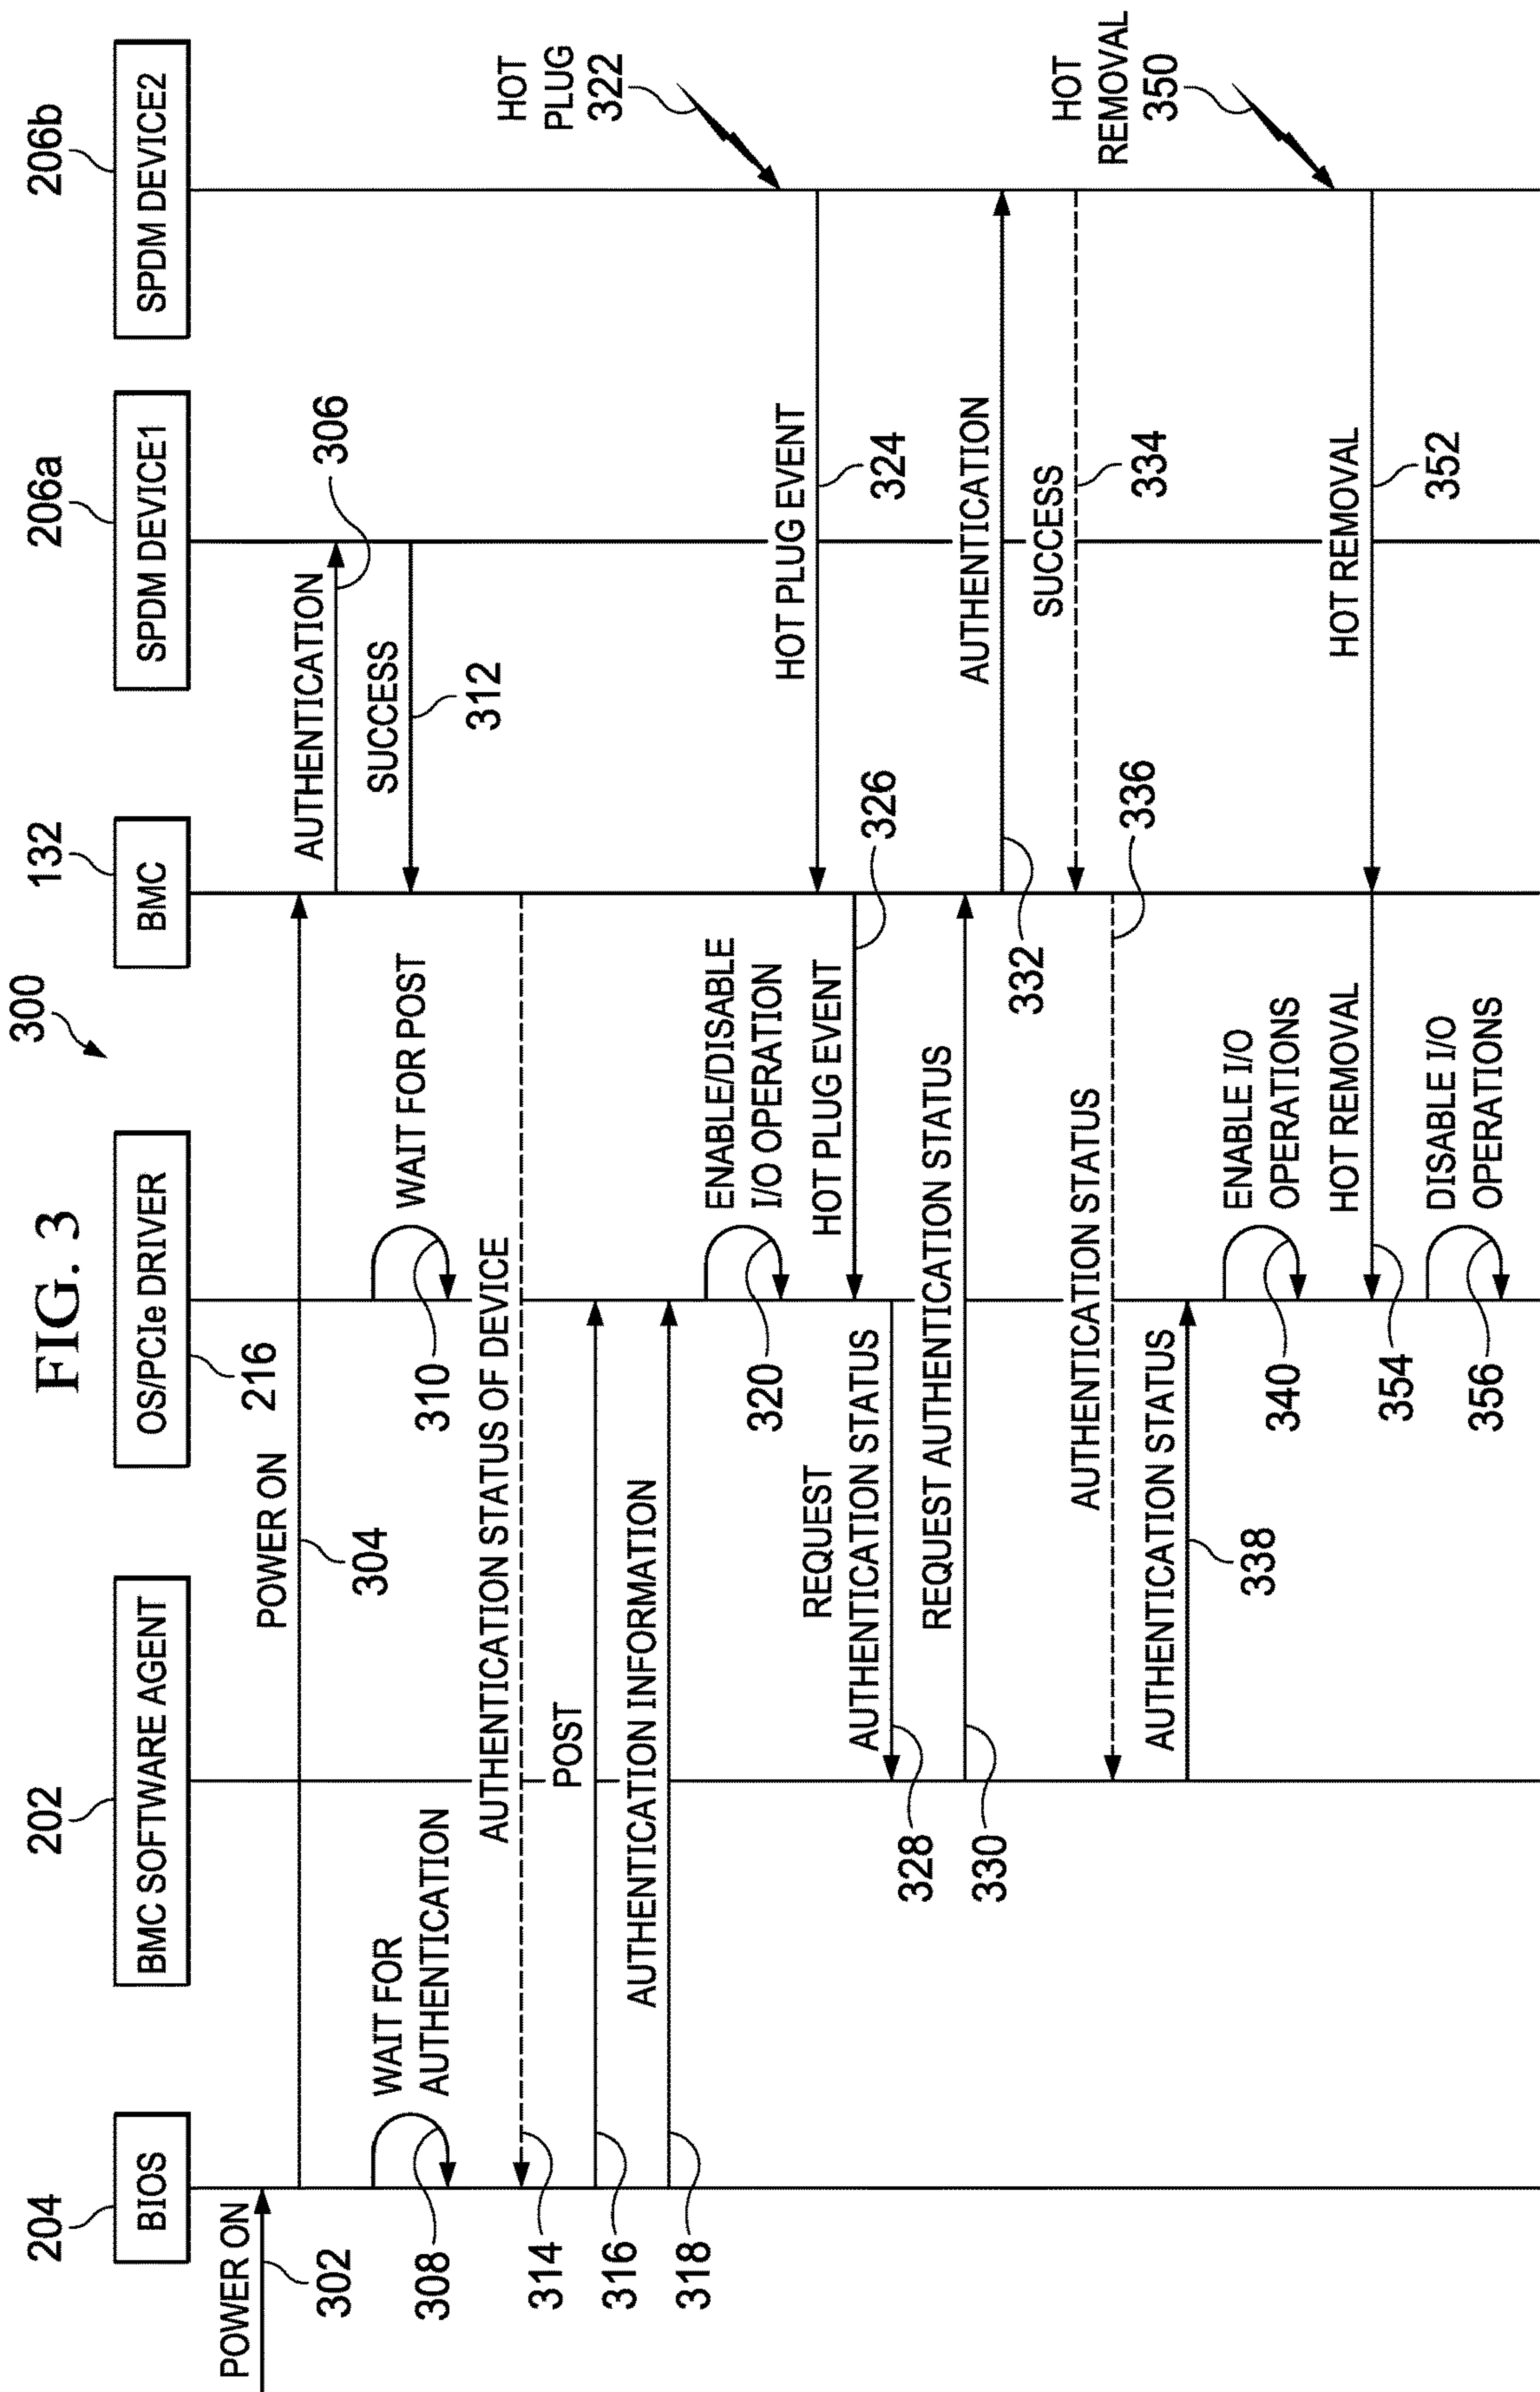 FIG. 3
300
204
202
216
132
206a
206b
BIOS
BMC SOFTWARE AGENT
OS/PCIe DRIVER
BMC
SPDM DEVICE1
SPDM DEVICE2
POWER ON
302
POWER ON
304
AUTHENTICATION
306
WAIT FOR
AUTHENTICATION
308
WAIT FOR POST
310
SUCCESS
312
AUTHENTICATION STATUS OF DEVICE
314
POST
316
AUTHENTICATION INFORMATION
318
ENABLE/DISABLE
I/O OPERATION
320
HOT
PLUG
322
HOT PLUG EVENT
324
HOT PLUG EVENT
326
REQUEST
AUTHENTICATION STATUS
328
REQUEST AUTHENTICATION STATUS
330
AUTHENTICATION
332
SUCCESS
334
AUTHENTICATION STATUS
336
AUTHENTICATION STATUS
338
ENABLE I/O
OPERATIONS
340
HOT
REMOVAL
350
HOT REMOVAL
352
HOT REMOVAL
354
DISABLE I/O
OPERATIONS
356